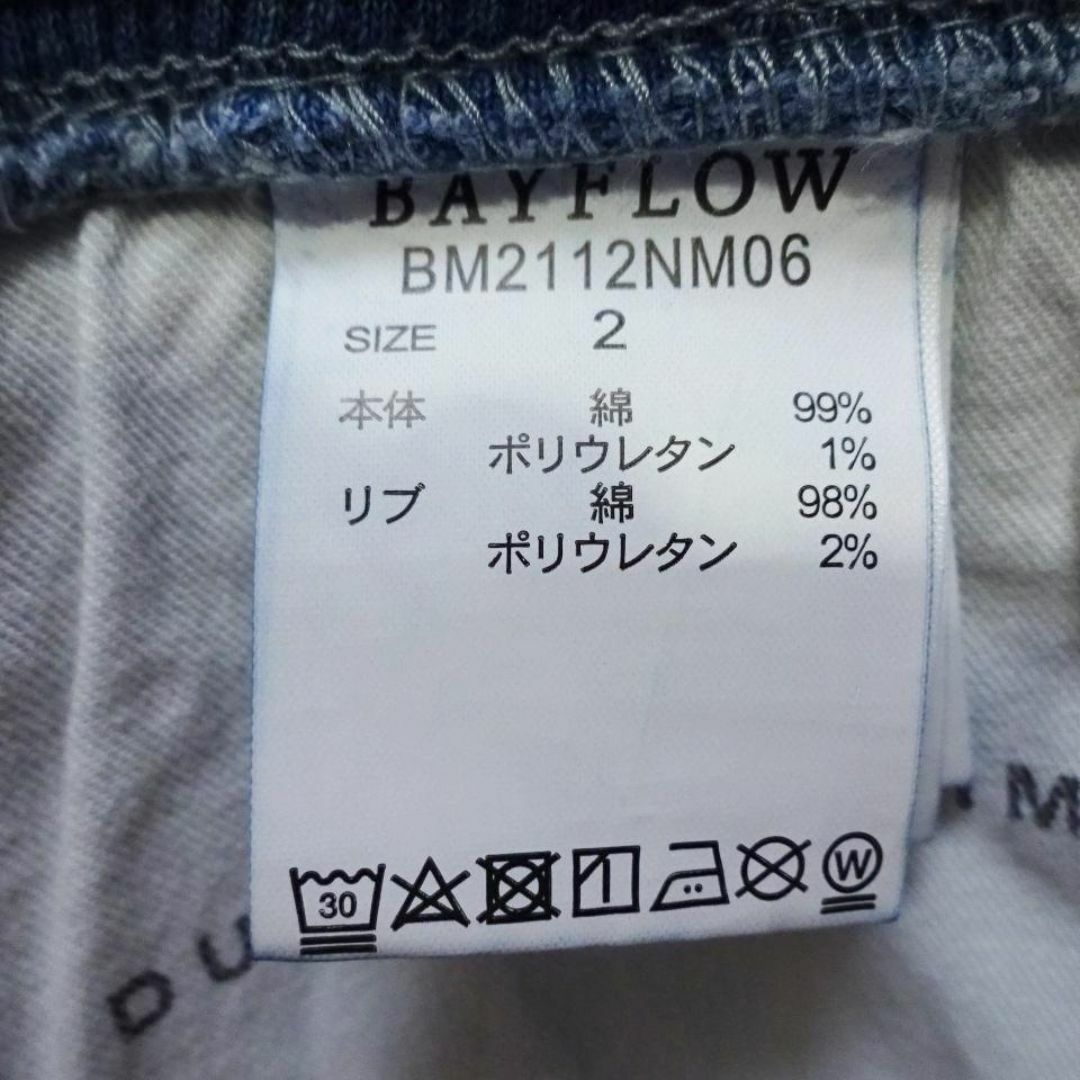 BAYFLOW
BM2112NM06
SIZE 2
本体 綿 99%
ポリウレタン 1%
リブ 綿 98%
ポリウレタン 2%
30 W
M
DU